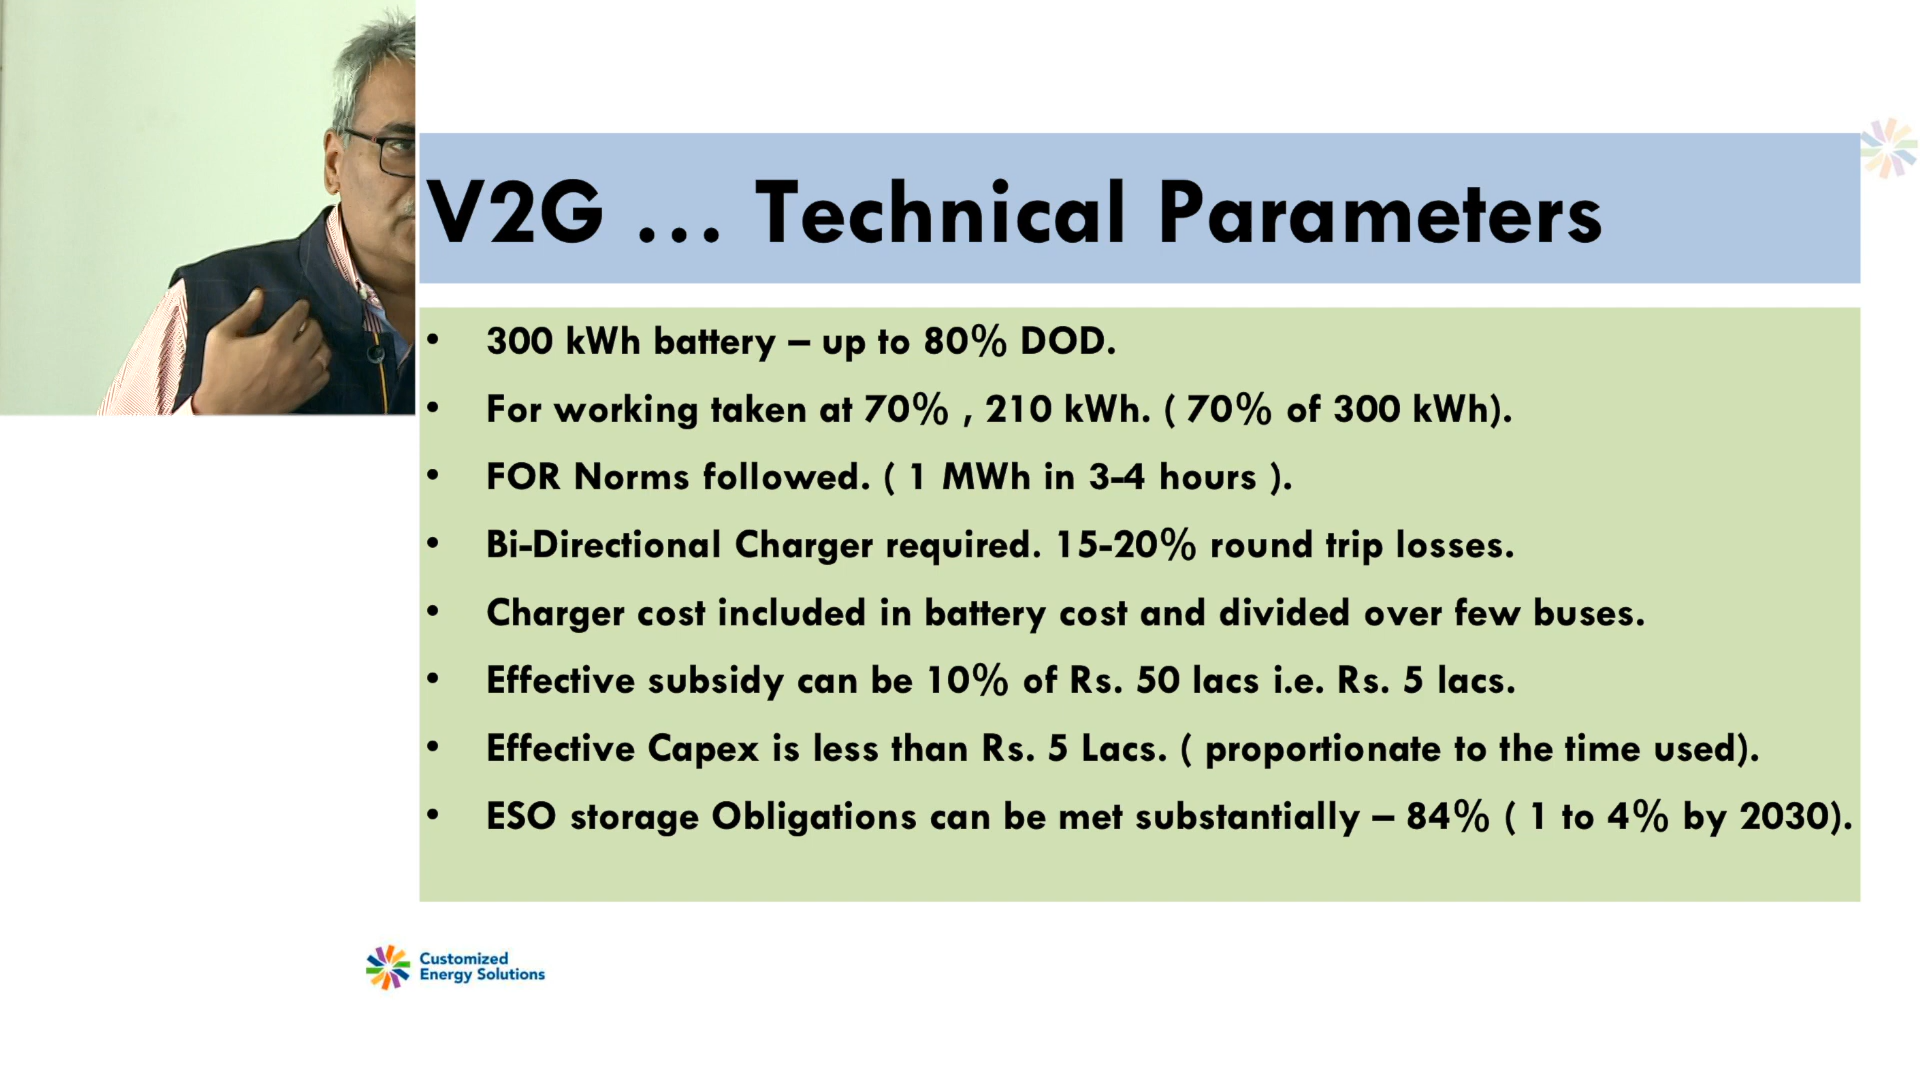 V2G ... Technical Parameters
• 300 kWh battery – up to 80% DOD.
• For working taken at 70% , 210 kWh. ( 70% of 300 kWh).
• FOR Norms followed. ( 1 MWh in 3-4 hours ).
• Bi-Directional Charger required. 15-20% round trip losses.
• Charger cost included in battery cost and divided over few buses.
• Effective subsidy can be 10% of Rs. 50 lacs i.e. Rs. 5 lacs.
• Effective Capex is less than Rs. 5 Lacs. ( proportionate to the time used).
• ESO storage Obligations can be met substantially – 84% ( 1 to 4% by 2030).
Customized
Energy Solutions